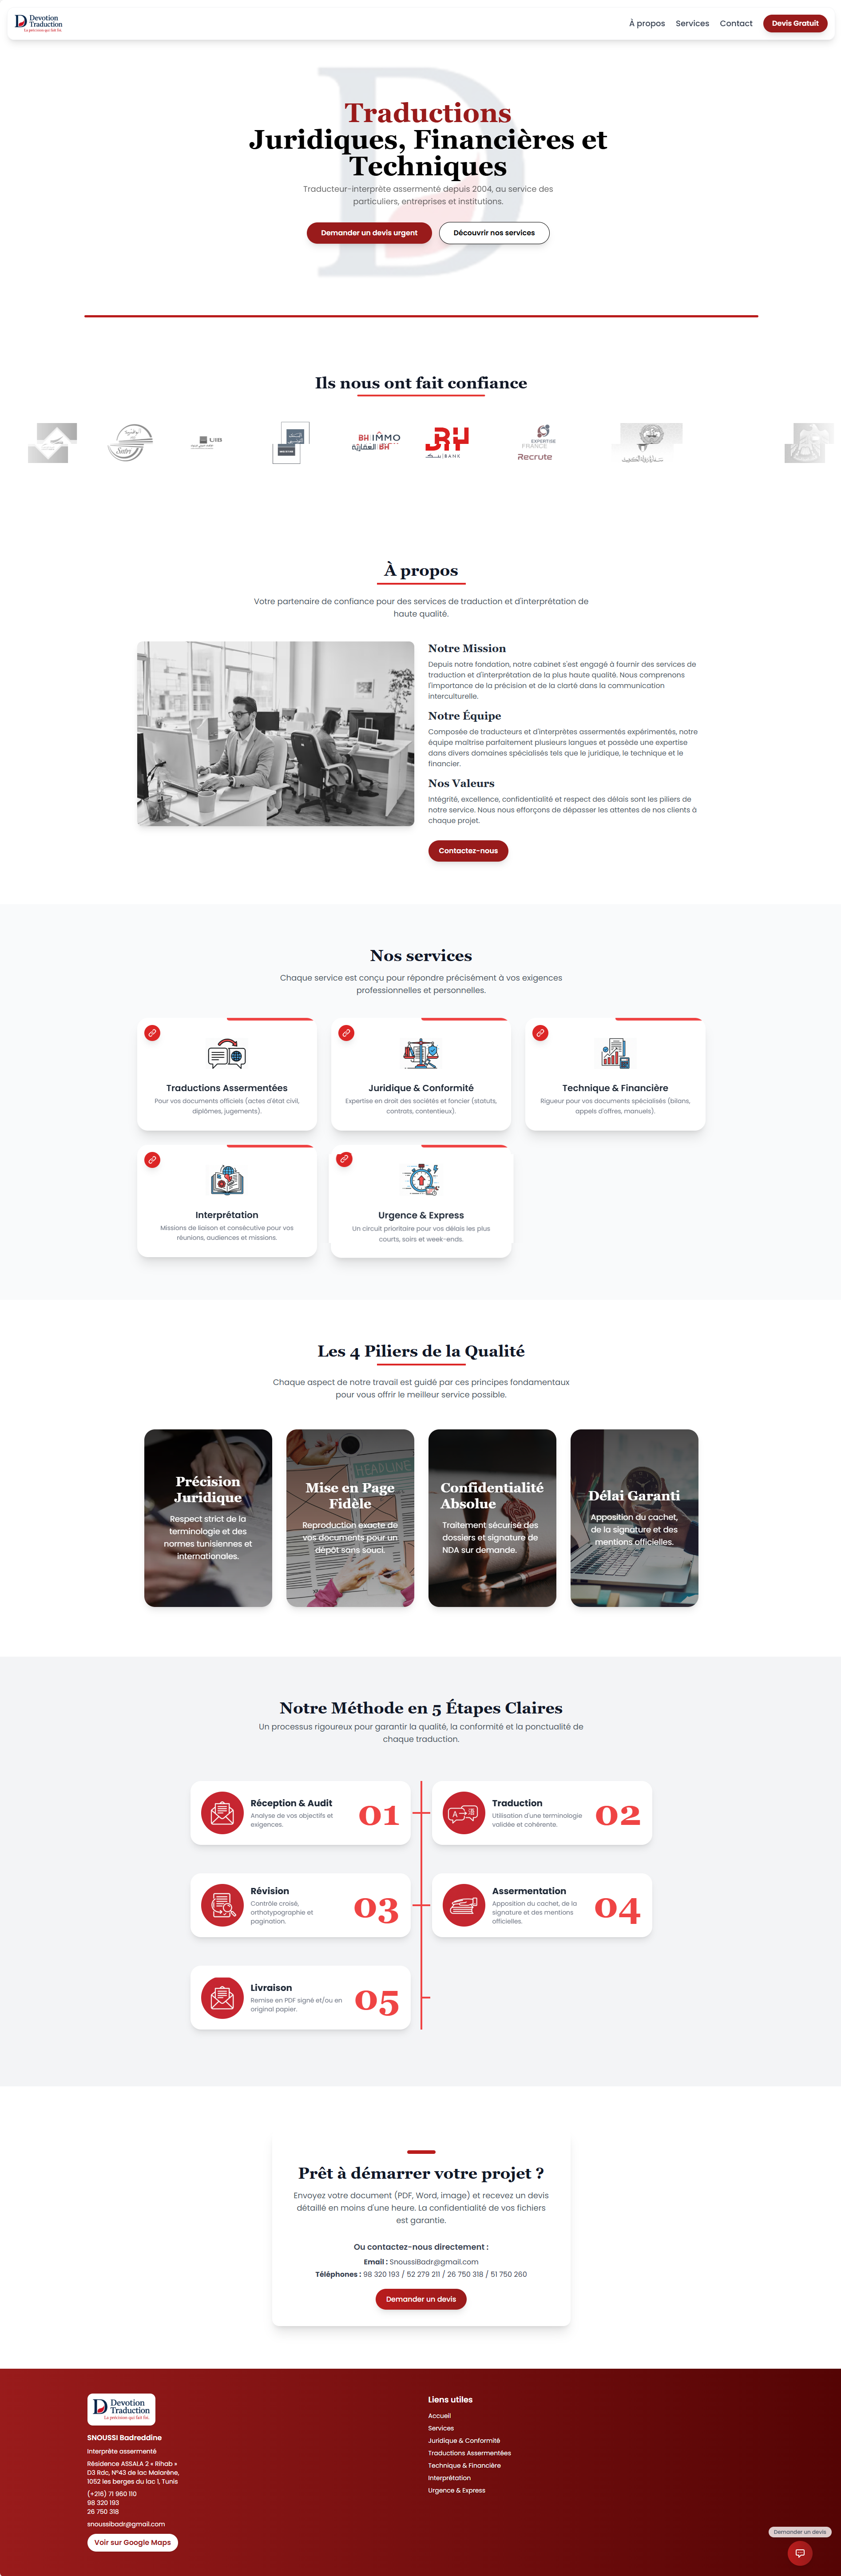 Devotion
Traduction
La précision qui fait foi.
À propos
Services
Contact
Devis Gratuit
Traductions
Juridiques, Financières et
Techniques
Traducteur-interprète assermenté depuis 2004, au service des
particuliers, entreprises et institutions.
Demander un devis urgent
Découvrir nos services
Ils nous ont fait confiance
UIB
BH IMMO
العقارية BH
BH
BANK
EXPERTISE
FRANCE
Recrute
À propos
Votre partenaire de confiance pour des services de traduction et d'interprétation de
haute qualité.
Notre Mission
Depuis notre fondation, notre cabinet s'est engagé à fournir des services de
traduction et d'interprétation de la plus haute qualité. Nous comprenons
l'importance de la précision et de la clarté dans la communication
interculturelle.
Notre Équipe
Composée de traducteurs et d'interprètes assermentés expérimentés, notre
équipe maîtrise parfaitement plusieurs langues et possède une expertise
dans divers domaines spécialisés tels que le juridique, le technique et le
financier.
Nos Valeurs
Intégrité, excellence, confidentialité et respect des délais sont les piliers de
notre service. Nous nous efforçons de dépasser les attentes de nos clients à
chaque projet.
Contactez-nous
Nos services
Chaque service est conçu pour répondre précisément à vos exigences
professionnelles et personnelles.
Traductions Assermentées
Pour vos documents officiels (actes d'état civil,
diplômes, jugements).
Juridique & Conformité
Expertise en droit des sociétés et foncier (statuts,
contrats, contentieux).
Technique & Financière
Rigueur pour vos documents spécialisés (bilans,
appels d'offres, manuels).
Interprétation
Missions de liaison et consécutive pour vos
réunions, audiences et missions.
Urgence & Express
Un circuit prioritaire pour vos délais les plus
courts, soirs et week-ends.
Les 4 Piliers de la Qualité
Chaque aspect de notre travail est guidé par ces principes fondamentaux
pour vous offrir le meilleur service possible.
Précision
Juridique
Respect strict de la
terminologie et des
normes tunisiennes et
internationales.
HEADLINE
Mise en Page
Fidèle
Reproduction exacte de
vos documents pour un
dépôt sans souci.
Confidentialité
Absolue
Traitement sécurisé des
dossiers et signature de
NDA sur demande.
Délai Garanti
Apposition du cachet,
de la signature et des
mentions officielles.
Notre Méthode en 5 Étapes Claires
Un processus rigoureux pour garantir la qualité, la conformité et la ponctualité de
chaque traduction.
Réception & Audit
Analyse de vos objectifs et
exigences.
01
Traduction
Utilisation d'une terminologie
validée et cohérente.
02
Révision
Contrôle croisé,
orthotypographie et
pagination.
03
Assermentation
Apposition du cachet, de la
signature et des mentions
officielles.
04
Livraison
Remise en PDF signé et/ou en
original papier.
05
Prêt à démarrer votre projet ?
Envoyez votre document (PDF, Word, image) et recevez un devis
détaillé en moins d'une heure. La confidentialité de vos fichiers
est garantie.
Ou contactez-nous directement :
Email : SnoussiBadr@gmail.com
Téléphones : 98 320 193 / 52 279 211 / 26 750 318 / 51 750 260
Demander un devis
Devotion
Traduction
La précision qui fait foi.
SNOUSSI Badreddine
Interprète assermenté
Résidence ASSALA 2 « Rihab »
D3 Rdc, N°43 de lac Malarêne,
1052 les berges du lac 1, Tunis
(+216) 71 960 110
98 320 193
26 750 318
snoussibadr@gmail.com
Voir sur Google Maps
Liens utiles
Accueil
Services
Juridique & Conformité
Traductions Assermentées
Technique & Financière
Interprétation
Urgence & Express
Demander un devis